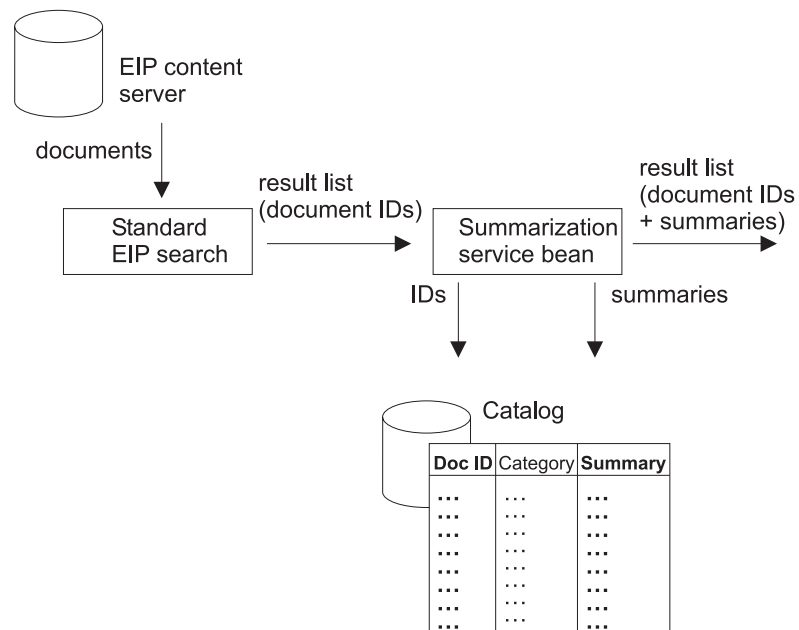 EIP content
server
documents
result list
(document IDs)
Standard
EIP search
Summarization
service bean
result list
(document IDs
+ summaries)
IDs
summaries
Catalog
Doc ID Category Summary
... ... ...
... ... ...
... ... ...
... ... ...
... ... ...
... ... ...
... ... ...
... ... ...